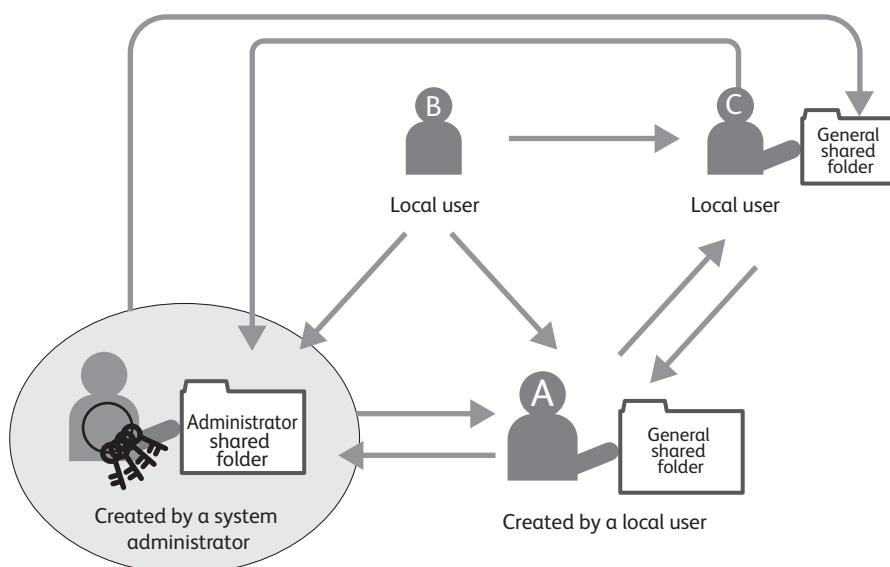 B
C
General
shared
folder
Local user
Local user
A
Administrator
shared
folder
General
shared
folder
Created by a system
administrator
Created by a local user